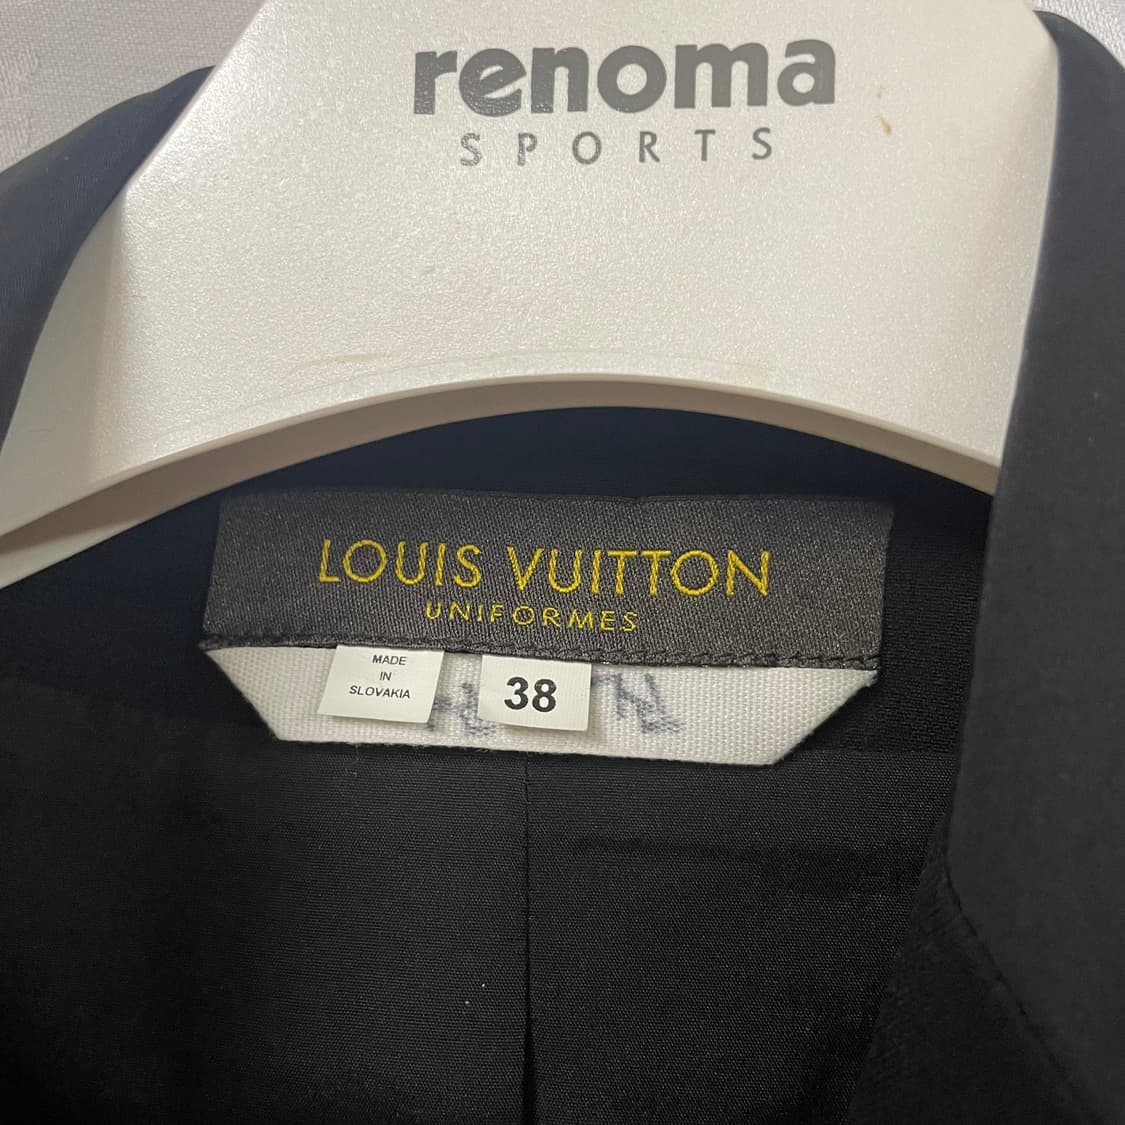 renoma
SPORTS
LOUIS VUITTON
UNIFORMES
MADE
IN
SLOVAKIA
38